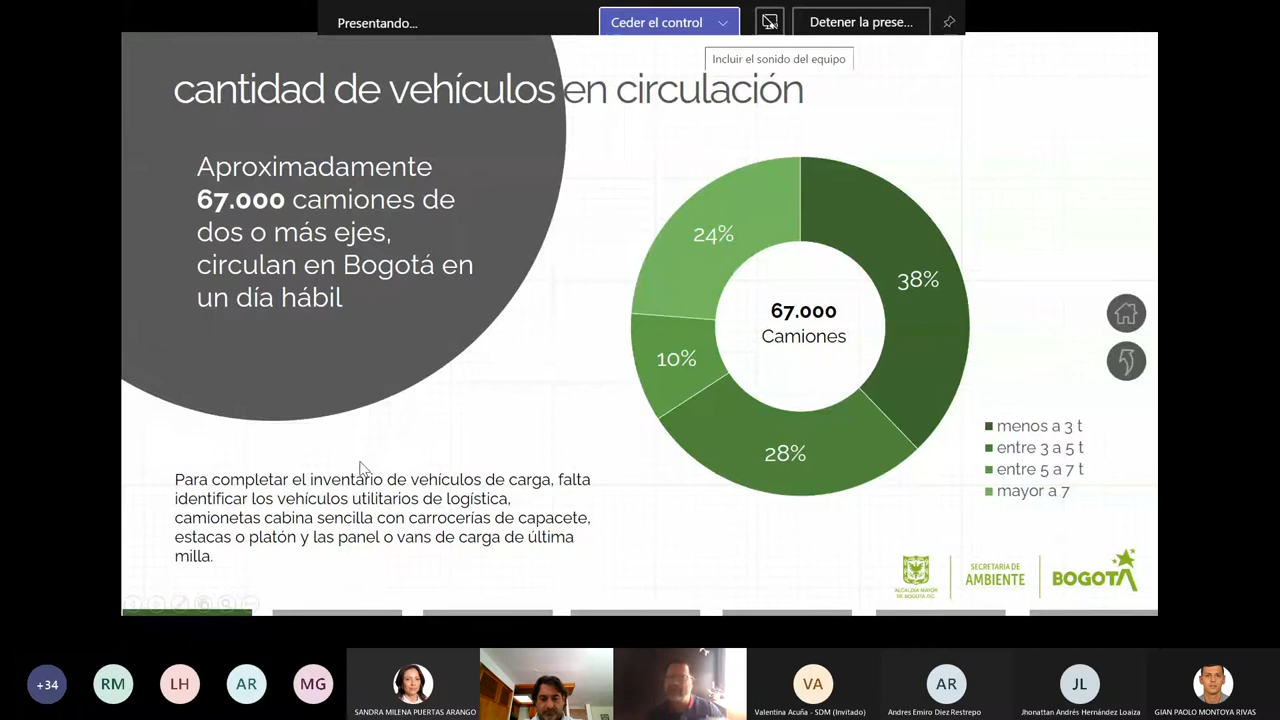 Presentando...
Ceder el control
Detener la prese...
Incluir el sonido del equipo
cantidad de vehículos en circulación
Aproximadamente
67.000 camiones de
dos o más ejes,
circulan en Bogotá en
un día hábil
24%
38%
67.000
Camiones
10%
28%
menos a 3 t
entre 3 a 5 t
entre 5 a 7 t
mayor a 7
Para completar el inventario de vehículos de carga, falta
identificar los vehículos utilitarios de logística,
camionetas cabina sencilla con carrocerías de capacete,
estacas o platón y las panel o vans de carga de última
milla.
ALCALDÍA MAYOR
DE BOGOTÁ D.C.
SECRETARÍA DE
AMBIENTE
BOGOTÁ
+34
RM
LH
AR
MG
SANDRA MILENA PUERTAS ARANGO
VA
Valentina Acuña - SDM (Invitado)
AR
Andres Emiro Diez Restrepo
JL
Jhonattan Andrés Hernández Loaiza
GIAN PAOLO MONTOYA RIVAS